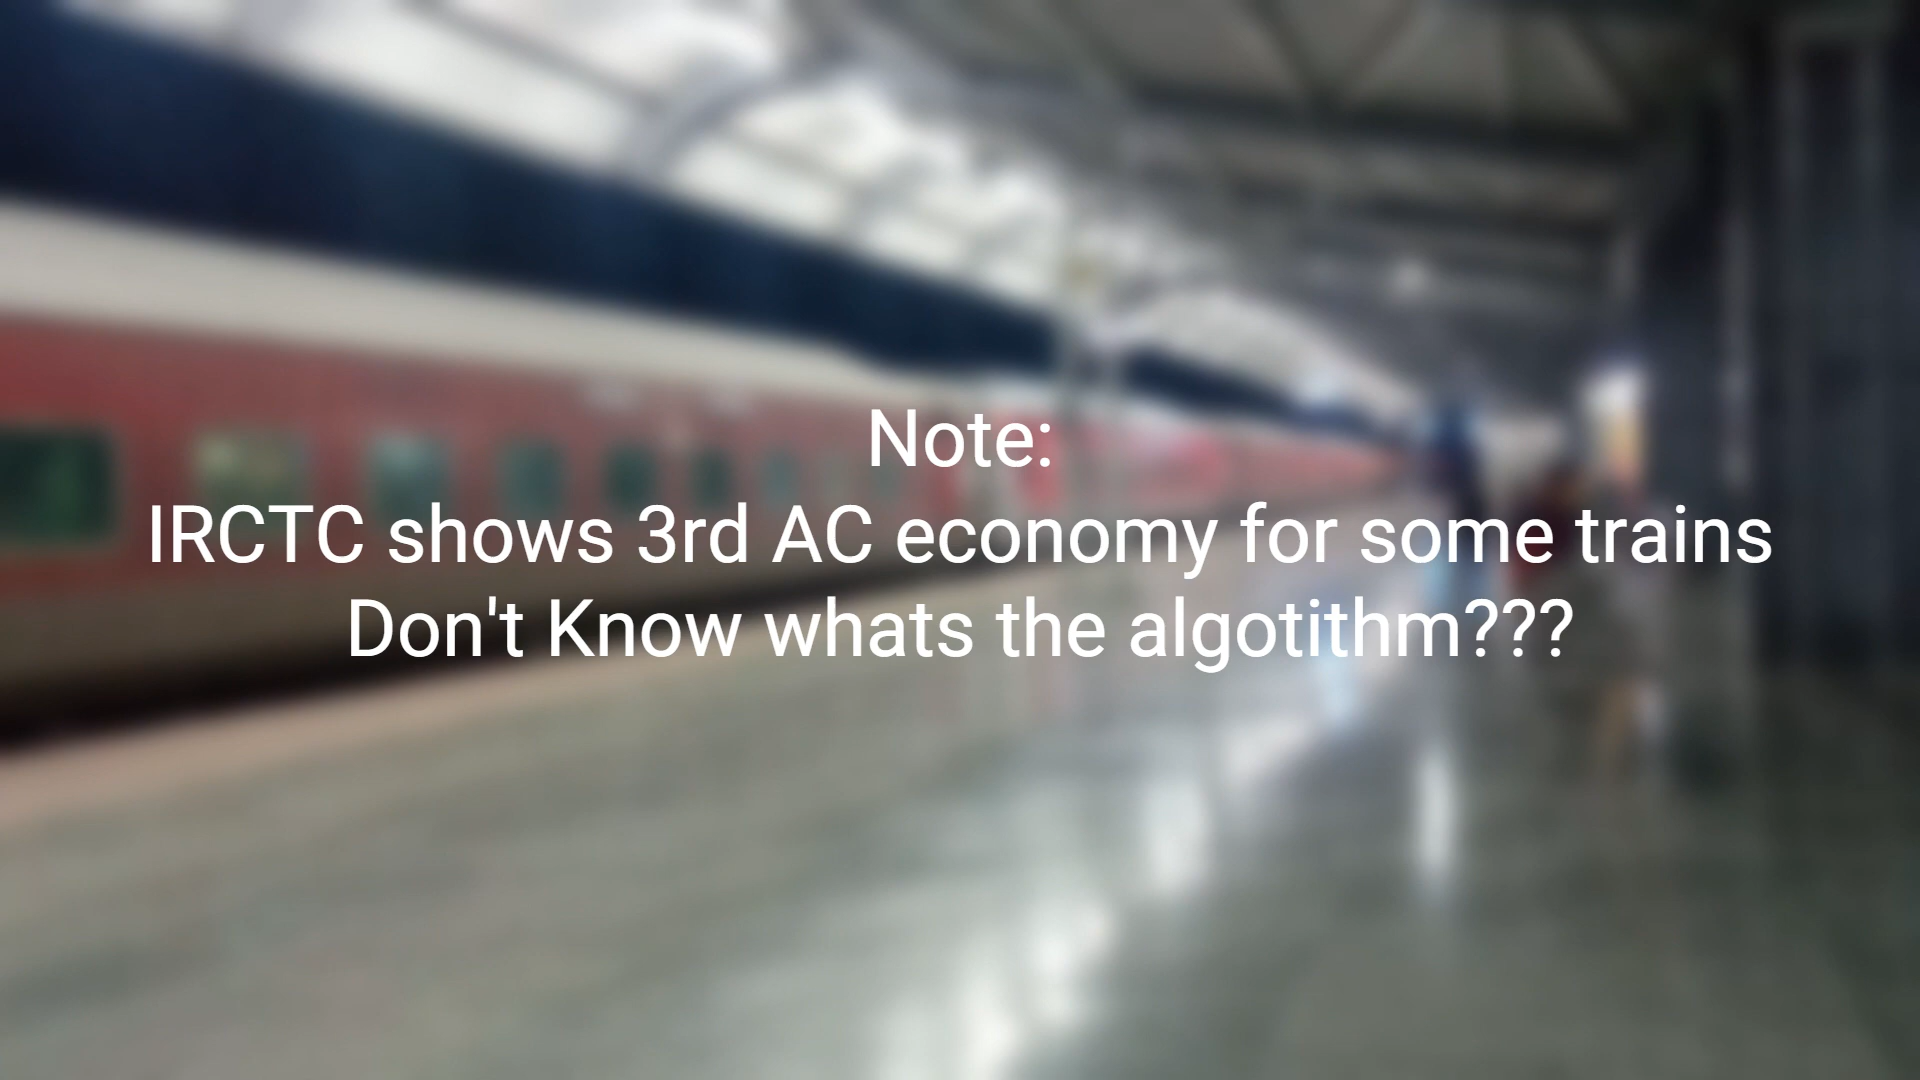 Note:
IRCTC shows 3rd AC economy for some trains
Don't Know whats the algotithm???